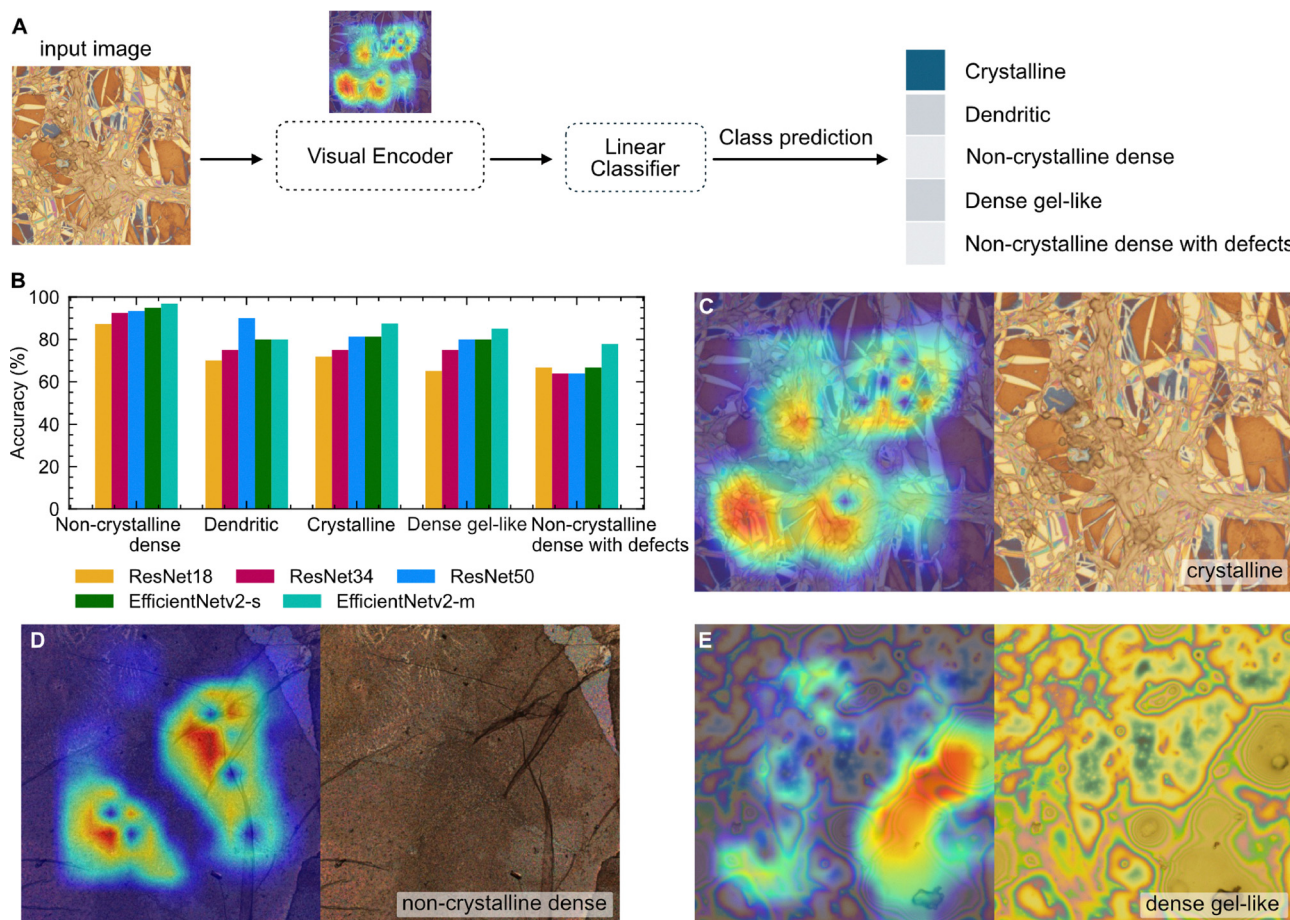 A
input image
Visual Encoder
Linear
Classifier
Class prediction
Crystalline
Dendritic
Non-crystalline dense
Dense gel-like
Non-crystalline dense with defects
B
Accuracy (%)
100
80
60
40
20
0
Non-crystalline
dense
Dendritic
Crystalline
Dense gel-like
Non-crystalline
dense with defects
ResNet18
ResNet34
ResNet50
EfficientNetv2-s
EfficientNetv2-m
C
crystalline
D
non-crystalline dense
E
dense gel-like